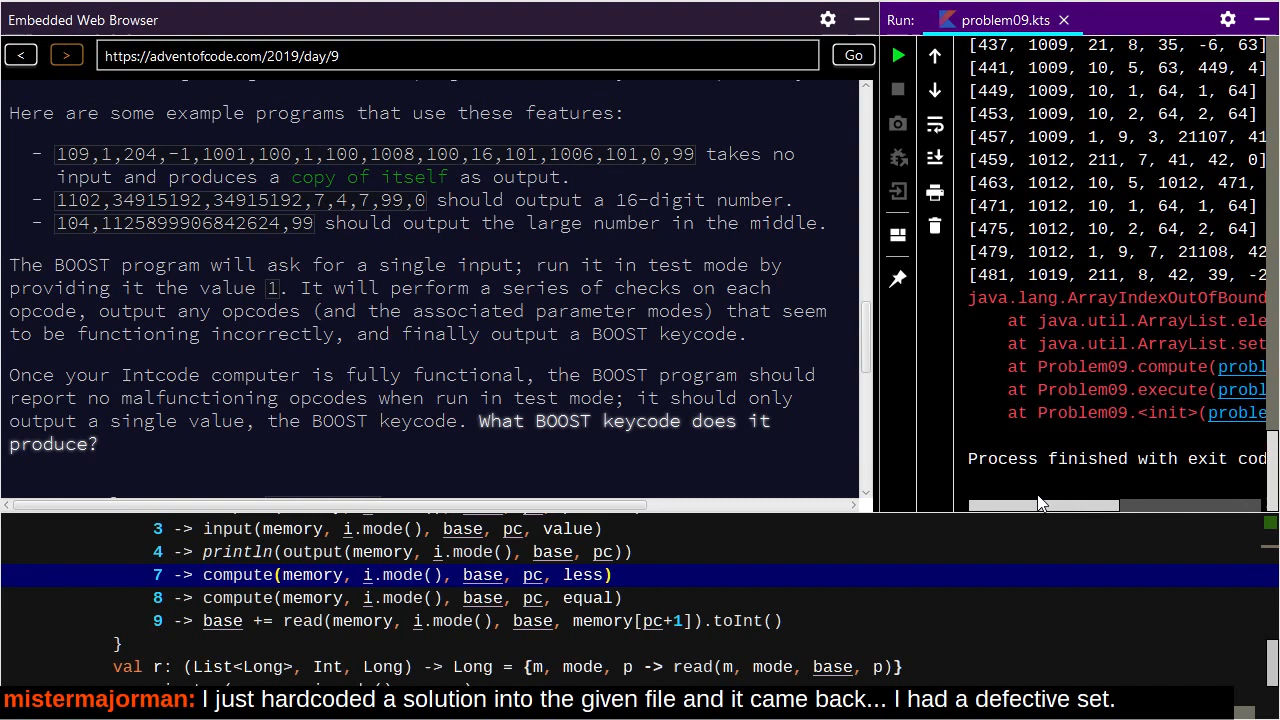 Embedded Web Browser
< > https://adventofcode.com/2019/day/9 Go
Here are some example programs that use these features:
- 109,1,204,-1,1001,100,1,100,1008,100,16,101,1006,101,0,99 takes no
input and produces a copy of itself as output.
- 1102,34915192,34915192,7,4,7,99,0 should output a 16-digit number.
- 104,1125899906842624,99 should output the large number in the middle.
The BOOST program will ask for a single input; run it in test mode by
providing it the value 1. It will perform a series of checks on each
opcode, output any opcodes (and the associated parameter modes) that seem
to be functioning incorrectly, and finally output a BOOST keycode.
Once your Intcode computer is fully functional, the BOOST program should
report no malfunctioning opcodes when run in test mode; it should only
output a single value, the BOOST keycode. What BOOST keycode does it
produce?
Run: problem09.kts
[437, 1009, 21, 8, 35, -6, 63]
[441, 1009, 10, 5, 63, 449, 4]
[449, 1009, 10, 1, 64, 1, 64]
[453, 1009, 10, 2, 64, 2, 64]
[457, 1009, 1, 9, 3, 21107, 41
[459, 1012, 211, 7, 41, 42, 0]
[463, 1012, 10, 5, 1012, 471,
[471, 1012, 10, 1, 64, 1, 64]
[475, 1012, 10, 2, 64, 2, 64]
[479, 1012, 1, 9, 7, 21108, 42
[481, 1019, 211, 8, 42, 39, -2
java.lang.ArrayIndexOutOfBound
at java.util.ArrayList.ele
at java.util.ArrayList.set
at Problem09.compute(probl
at Problem09.execute(probl
at Problem09.<init>(proble
Process finished with exit cod
3 -> input(memory, i.mode(), base, pc, value)
4 -> println(output(memory, i.mode(), base, pc))
7 -> compute(memory, i.mode(), base, pc, less)
8 -> compute(memory, i.mode(), base, pc, equal)
9 -> base += read(memory, i.mode(), base, memory[pc+1]).toInt()
}
val r: (List<Long>, Int, Long) -> Long = {m, mode, p -> read(m, mode, base, p)}
mistermajorman: I just hardcoded a solution into the given file and it came back... I had a defective set.